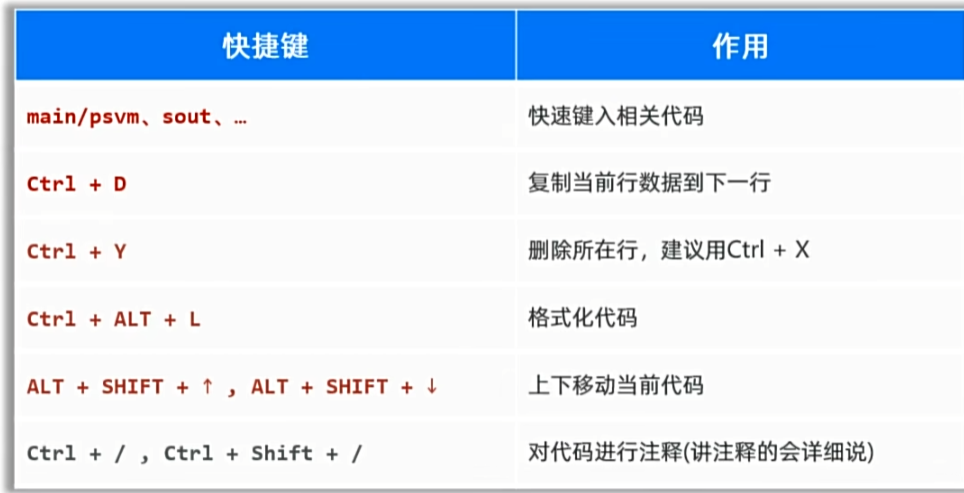 快捷键 作用
main/psvm、sout、… 快速键入相关代码
Ctrl + D 复制当前行数据到下一行
Ctrl + Y 删除所在行，建议用Ctrl + X
Ctrl + ALT + L 格式化代码
ALT + SHIFT + ↑ , ALT + SHIFT + ↓ 上下移动当前代码
Ctrl + / , Ctrl + Shift + / 对代码进行注释(讲注释的会详细说)